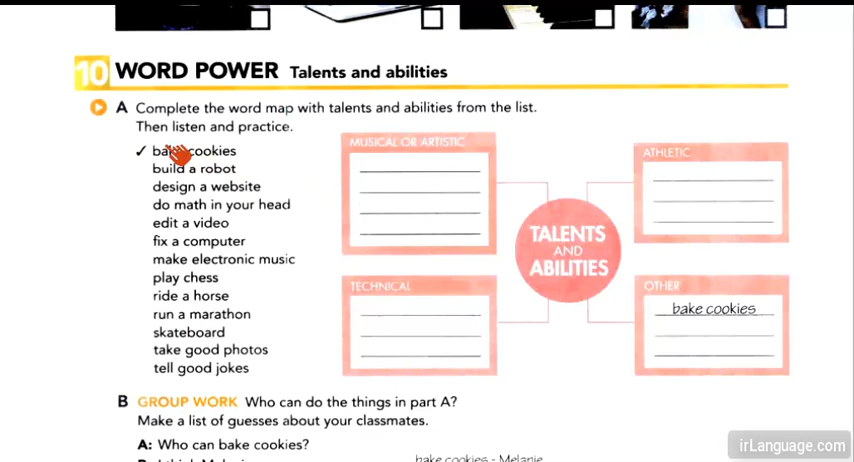 10 WORD POWER Talents and abilities
A Complete the word map with talents and abilities from the list.
Then listen and practice.
✓ bake cookies
build a robot
design a website
do math in your head
edit a video
fix a computer
make electronic music
play chess
ride a horse
run a marathon
skateboard
take good photos
tell good jokes
MUSICAL OR ARTISTIC
TECHNICAL
TALENTS
AND
ABILITIES
ATHLETIC
OTHER
bake cookies
B GROUP WORK Who can do the things in part A?
Make a list of guesses about your classmates.
A: Who can bake cookies?
bake cookies - Melanie
irLanguage.com